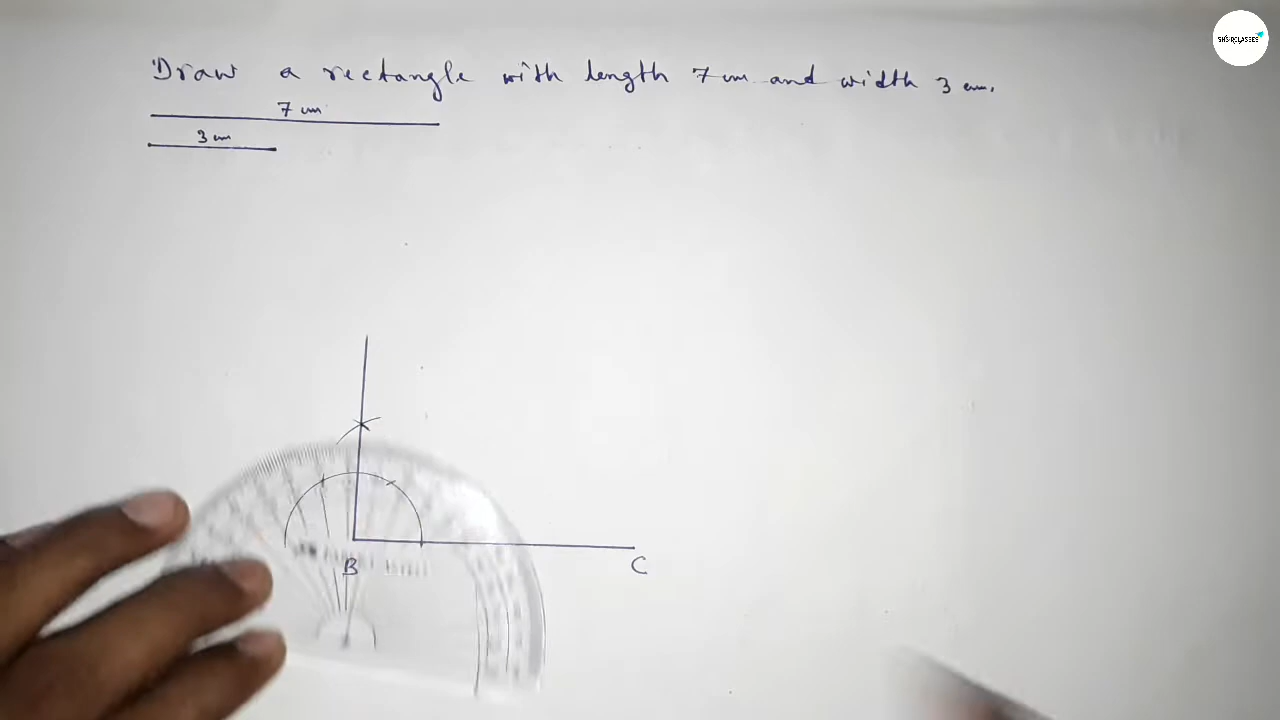 Draw a rectangle with length 7 cm and width 3 cm.
7 cm
3 cm
B
C